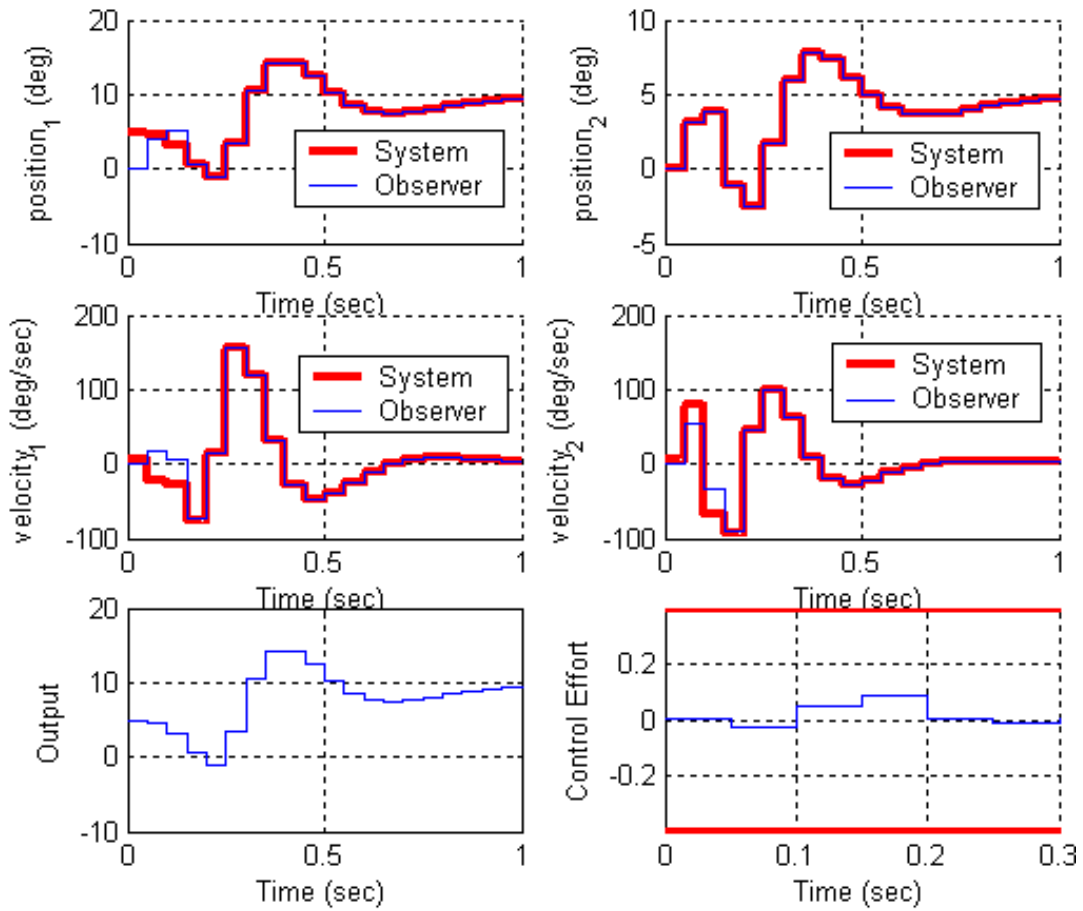 20
10
0
-10
position1 (deg)
System
Observer
0
0.5
1
Time (sec)
10
5
0
-5
position2 (deg)
System
Observer
0
0.5
1
Time (sec)
200
100
0
-100
velocity1 (deg/sec)
System
Observer
0
0.5
1
Time (sec)
200
100
0
-100
velocity2 (deg/sec)
System
Observer
0
0.5
1
Time (sec)
20
10
0
-10
Output
0
0.5
1
Time (sec)
0.2
0
-0.2
Control Effort
0
0.1
0.2
0.3
Time (sec)